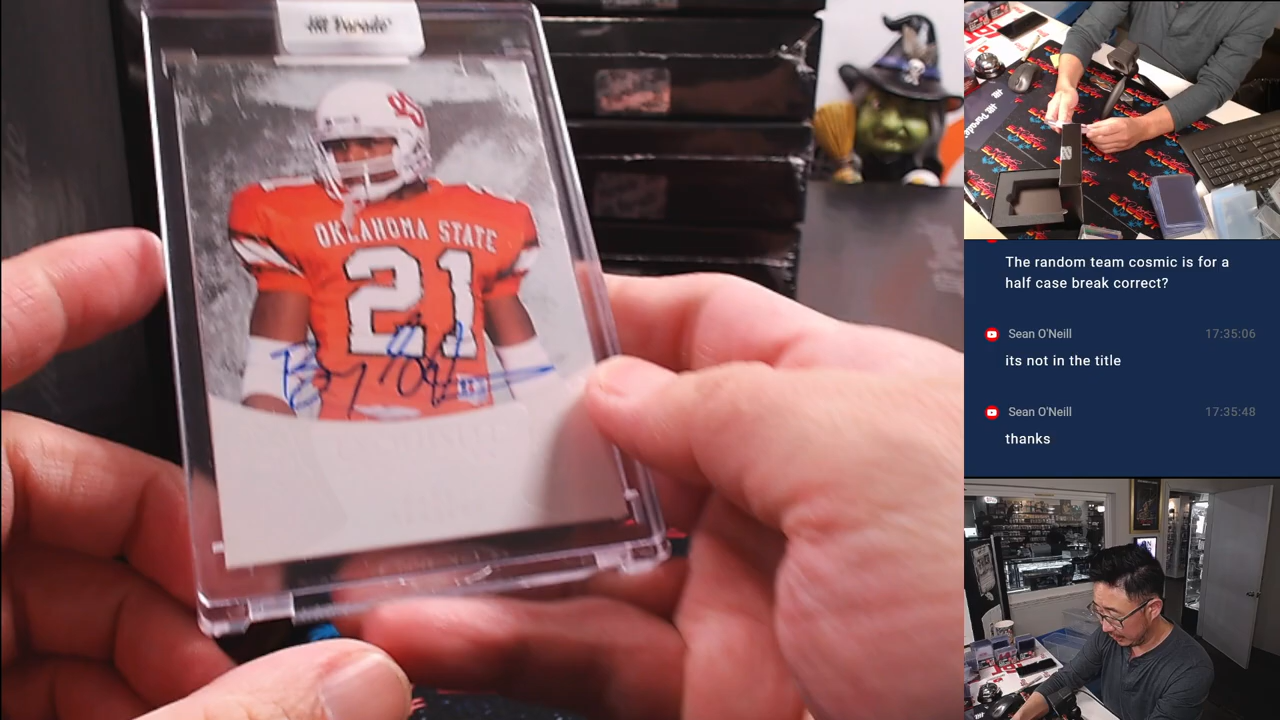 Hit Parade
OKLAHOMA STATE
21
The random team cosmic is for a
half case break correct?
Sean O'Neill 17:35:06
its not in the title
Sean O'Neill 17:35:48
thanks